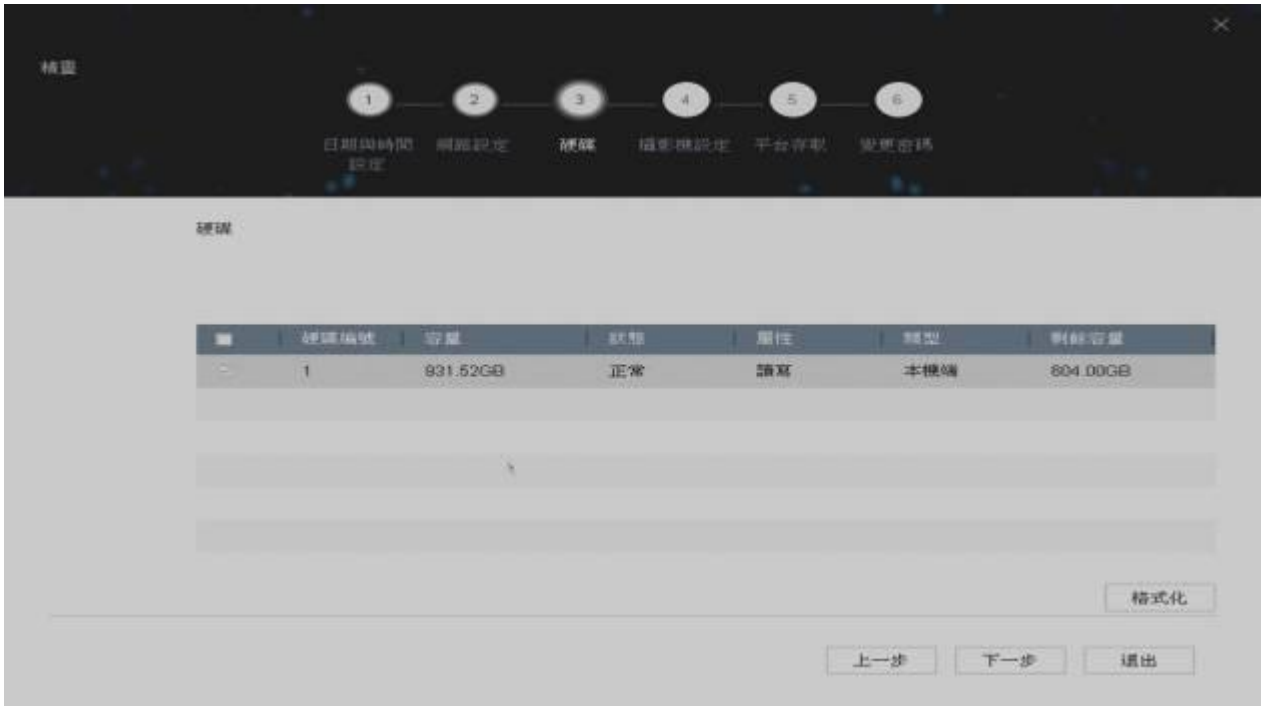 精靈
1
2
3
4
5
6
日期與時間
設定
網路設定
硬碟
攝影機設定
平台存取
變更密碼
硬碟
硬碟編號 容量 狀態 屬性 類型 剩餘容量
1 931.52GB 正常 讀寫 本機端 804.00GB
格式化
上一步 下一步 退出